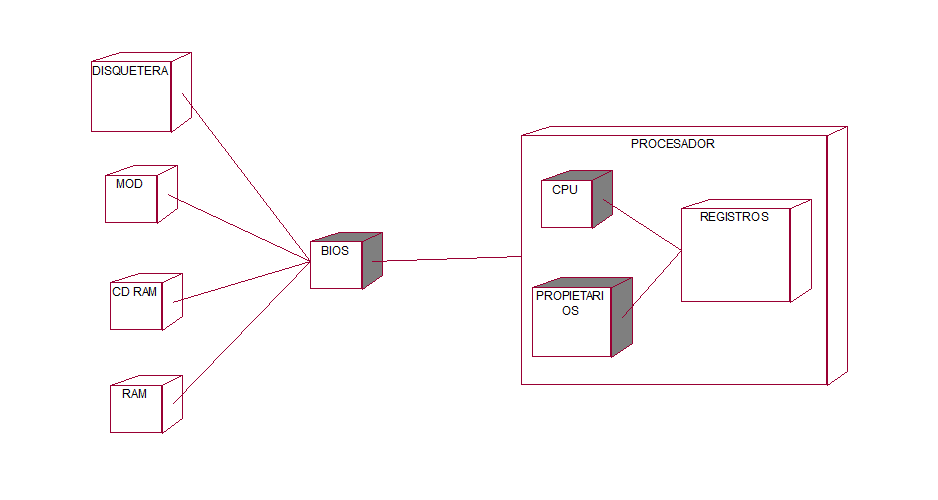 DISQUETERA
MOD
CD RAM
RAM
BIOS
PROCESADOR
CPU
PROPIETARI
OS
REGISTROS